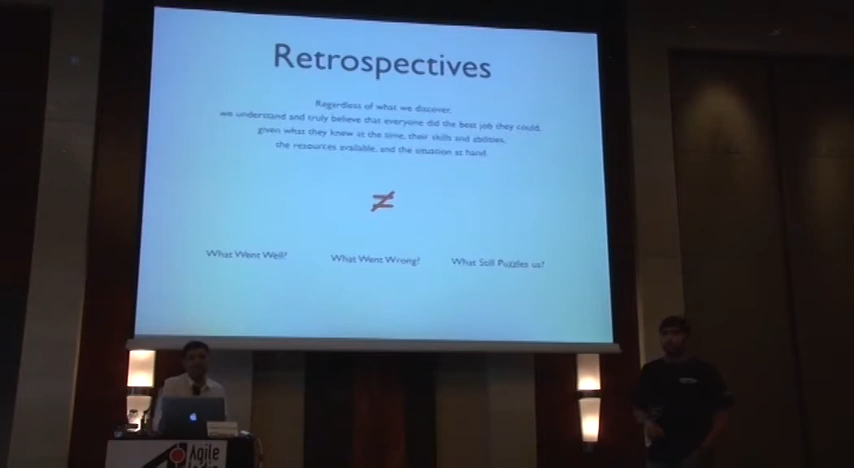 Retrospectives
Regardless of what we discover,
we understand and truly believe that everyone did the best job they could,
given what they knew at the time, their skills and abilities,
the resources available, and the situation at hand.
≠
What Went Well? What Went Wrong? What Still Puzzles us?
Agile
India